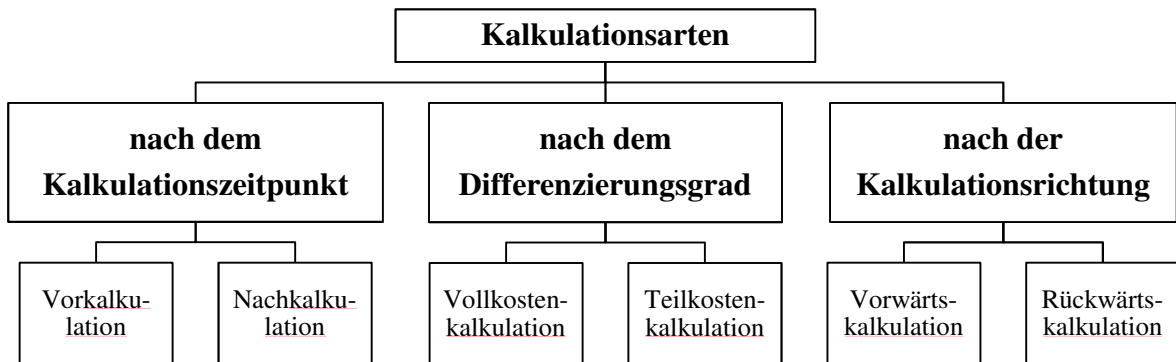 Kalkulationsarten
nach dem
Kalkulationszeitpunkt
nach dem
Differenzierungsgrad
nach der
Kalkulationsrichtung
Vorkalku-
lation
Nachkalku-
lation
Vollkosten-
kalkulation
Teilkosten-
kalkulation
Vorwärts-
kalkulation
Rückwärts-
kalkulation